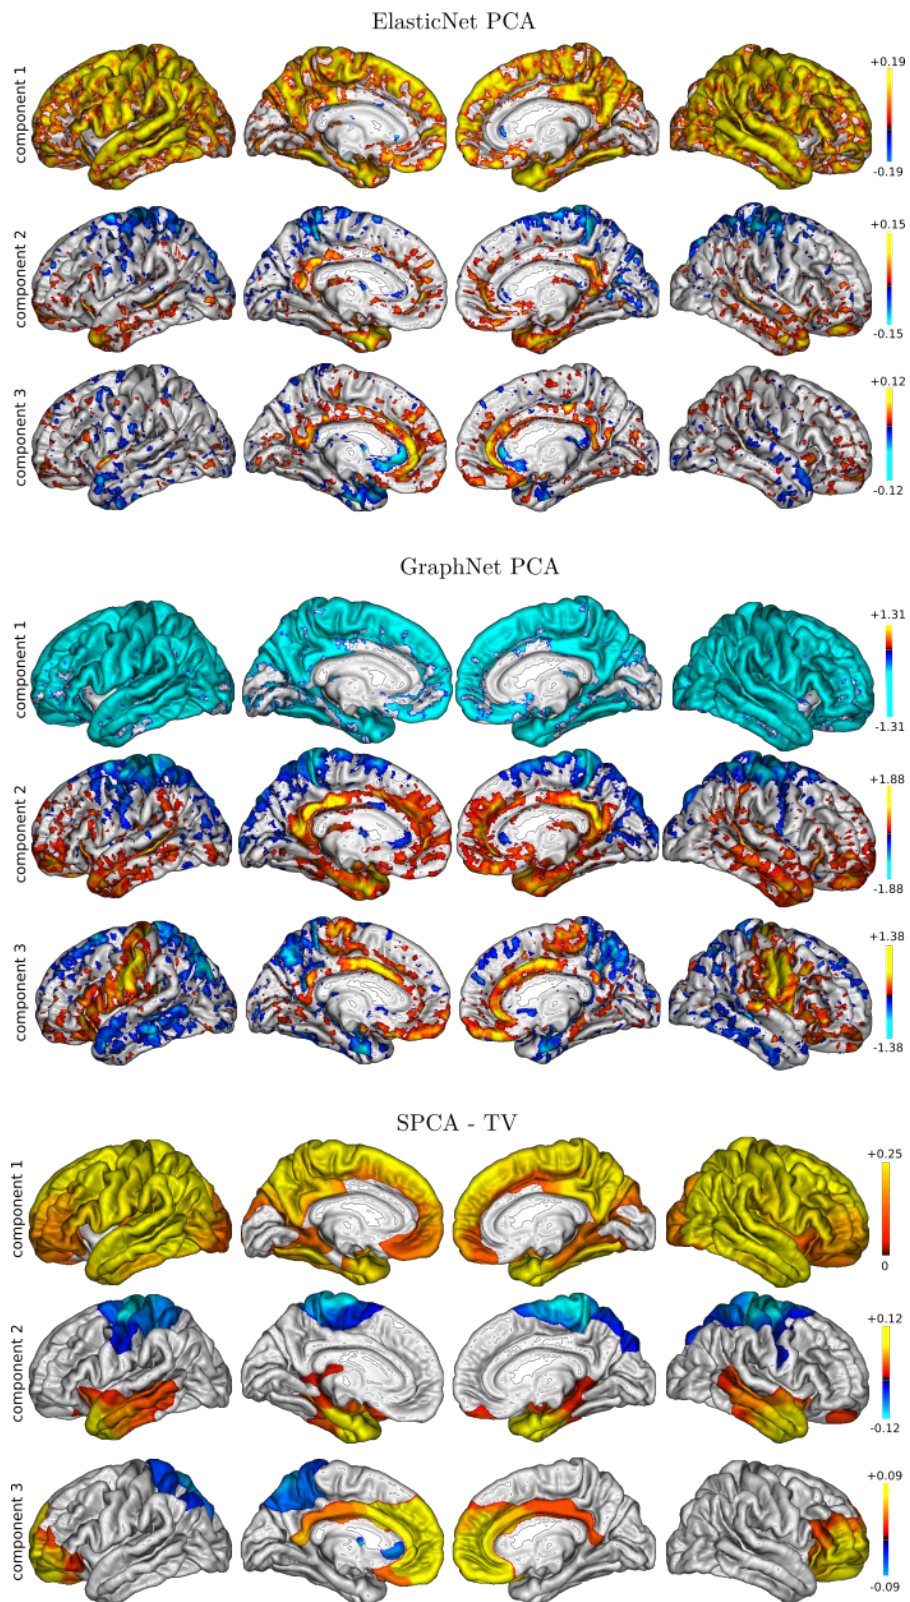 ElasticNet PCA
component 1
+0.19
-0.19
component 2
+0.15
-0.15
component 3
+0.12
-0.12
GraphNet PCA
component 1
+1.31
-1.31
component 2
+1.88
-1.88
component 3
+1.38
-1.38
SPCA - TV
component 1
+0.25
0
component 2
+0.12
-0.12
component 3
+0.09
-0.09